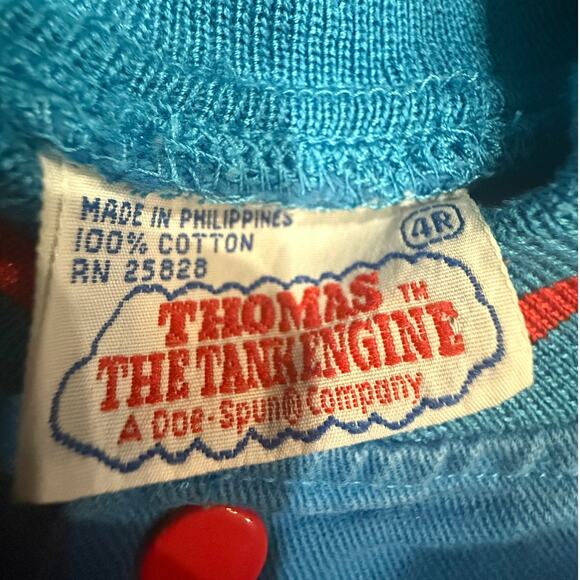 MADE IN PHILIPPINES
100% COTTON
RN 25828
4R
THOMAS TM
THE TANK ENGINE
A Doe-Spun® Company